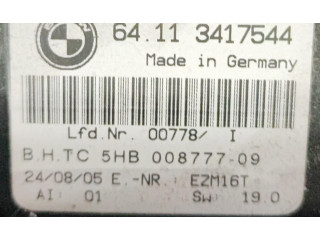 64.11 3417544
Made in Germany
Lfd.Nr. 00778/ I
B.H.TC 5HB 008777-09
24/08/05 E.-NR.: EZM16T
AI: 01 SW: 19.0